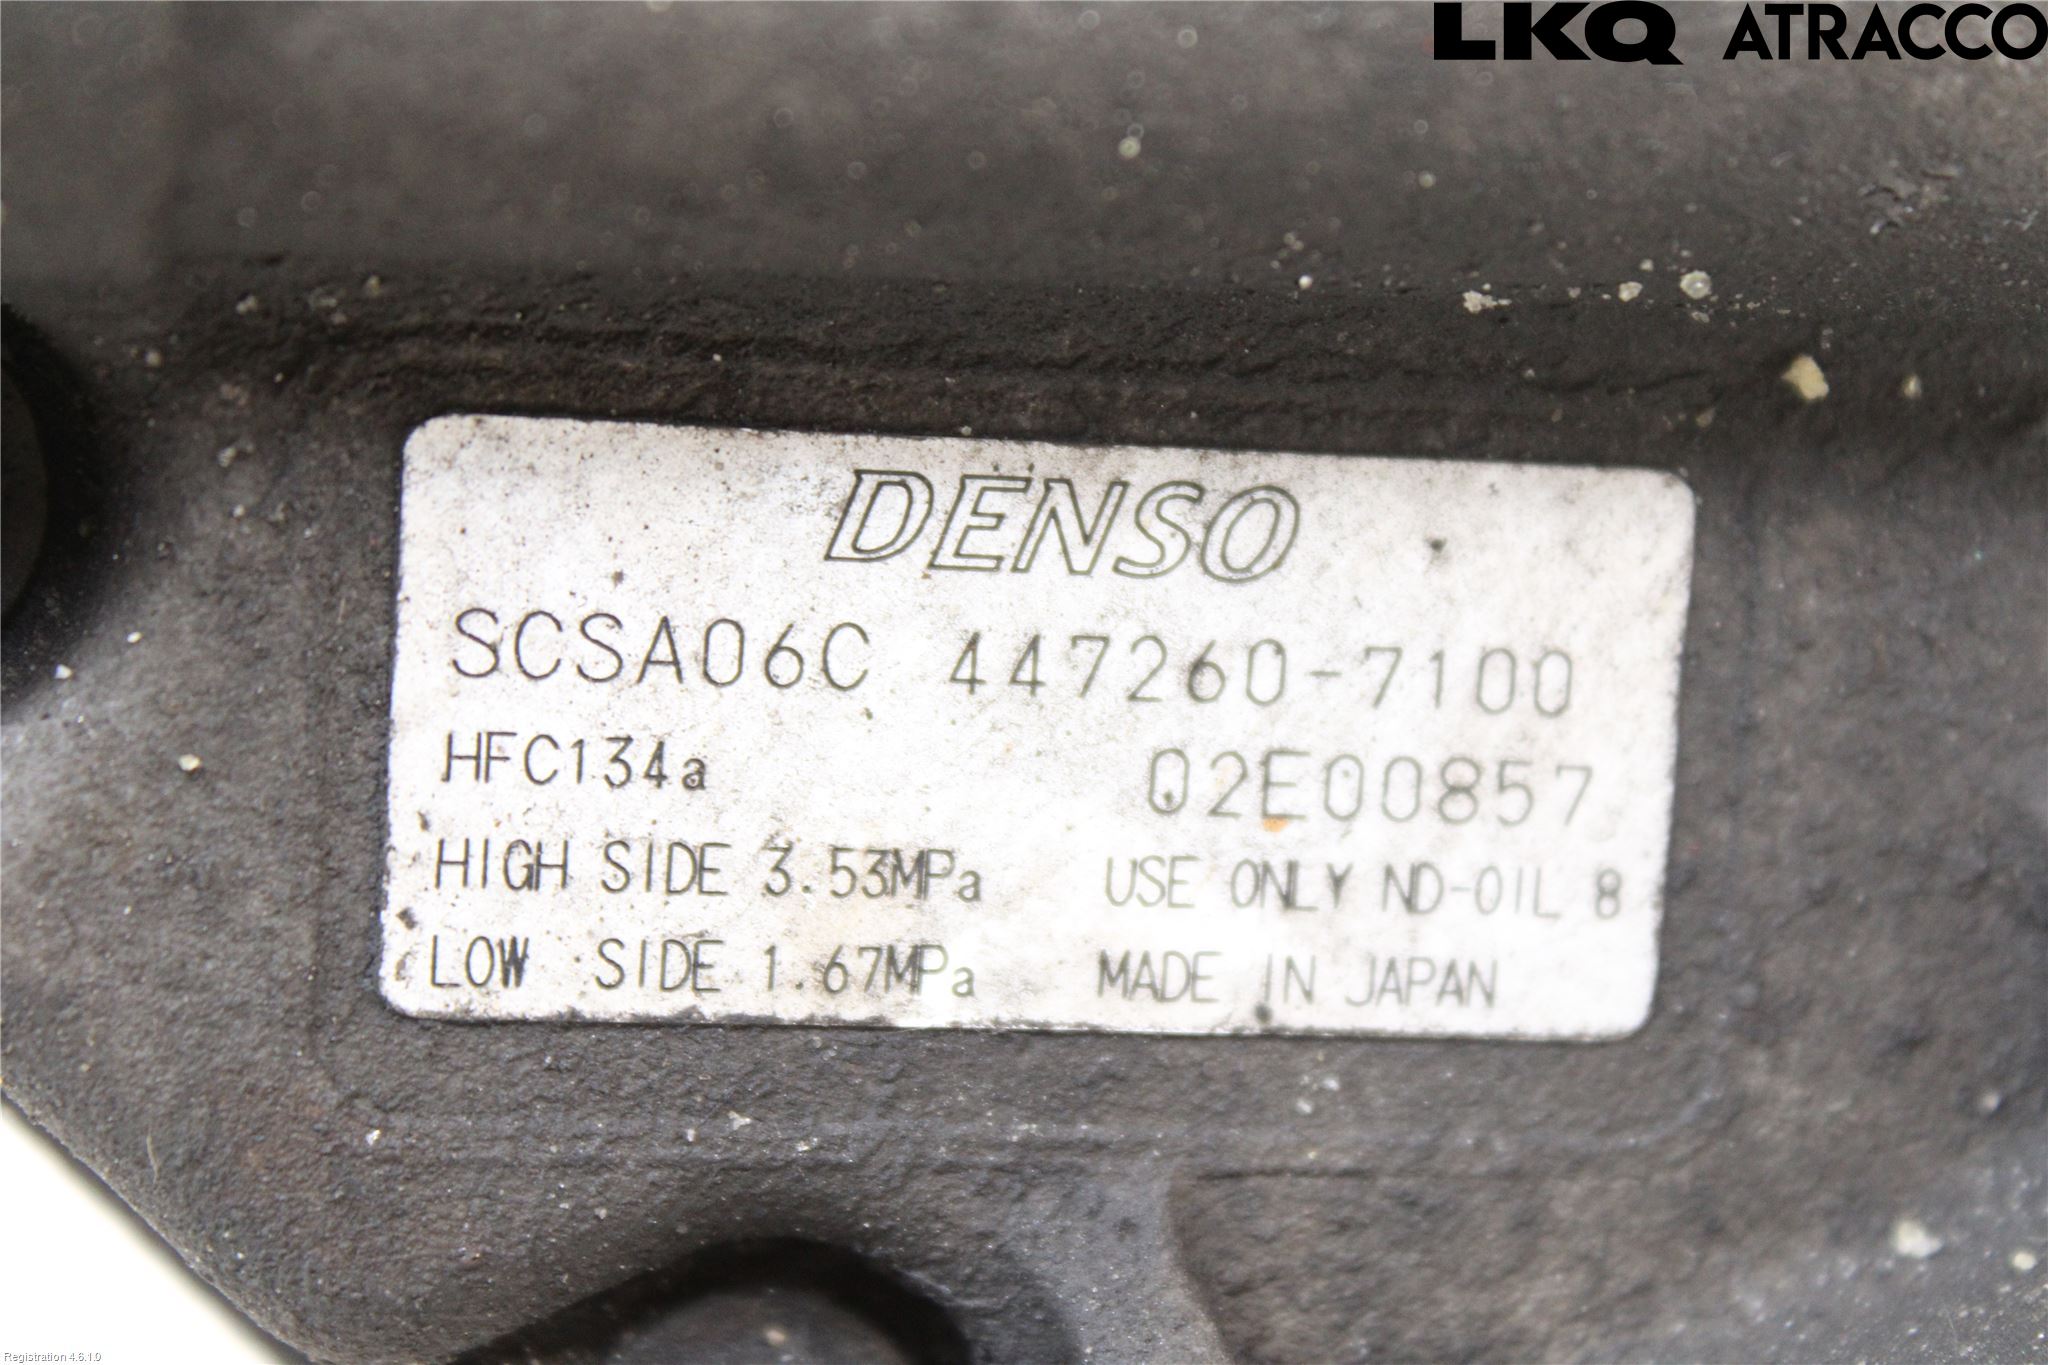 LKQ ATRACCO
DENSO
SCSA06C 447260-7100
HFC134a 02E00857
HIGH SIDE 3.53MPa USE ONLY ND-OIL 8
LOW SIDE 1.67MPa MADE IN JAPAN
Registration 4.6.1.0